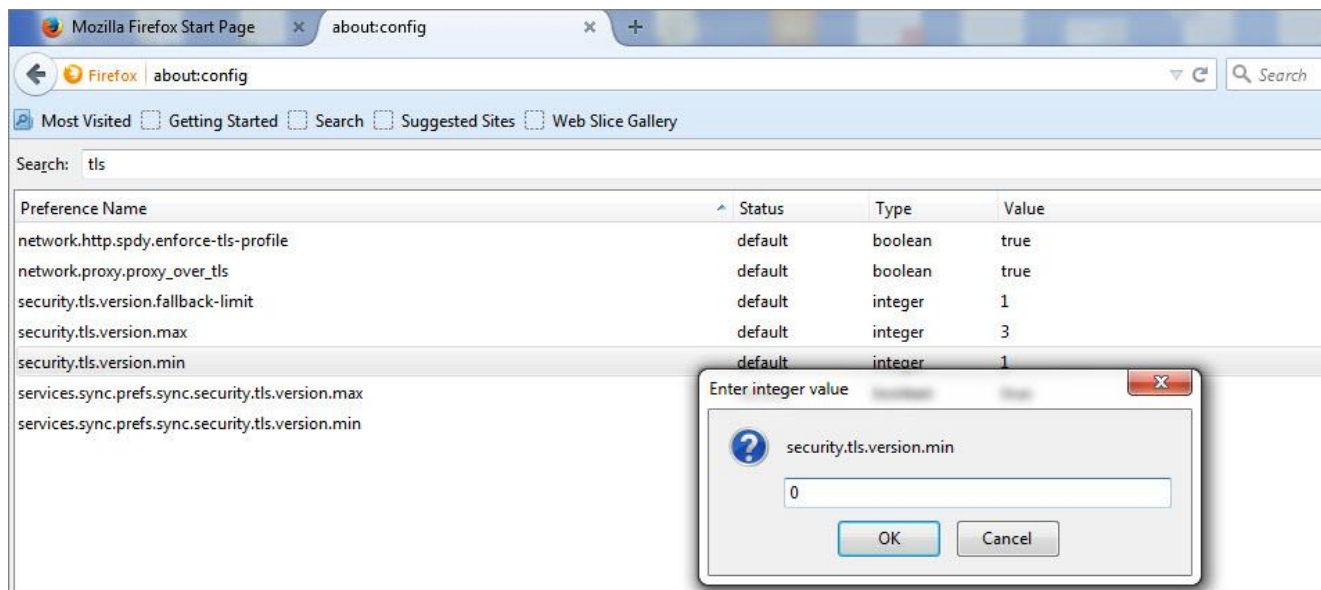 Mozilla Firefox Start Page × about:config × +
Firefox about:config Search
Most Visited Getting Started Search Suggested Sites Web Slice Gallery
Search: tls
Preference Name Status Type Value
network.http.spdy.enforce-tls-profile default boolean true
network.proxy.proxy_over_tls default boolean true
security.tls.version.fallback-limit default integer 1
security.tls.version.max default integer 3
security.tls.version.min default integer 1
services.sync.prefs.sync.security.tls.version.max
services.sync.prefs.sync.security.tls.version.min
Enter integer value
security.tls.version.min
0
OK Cancel